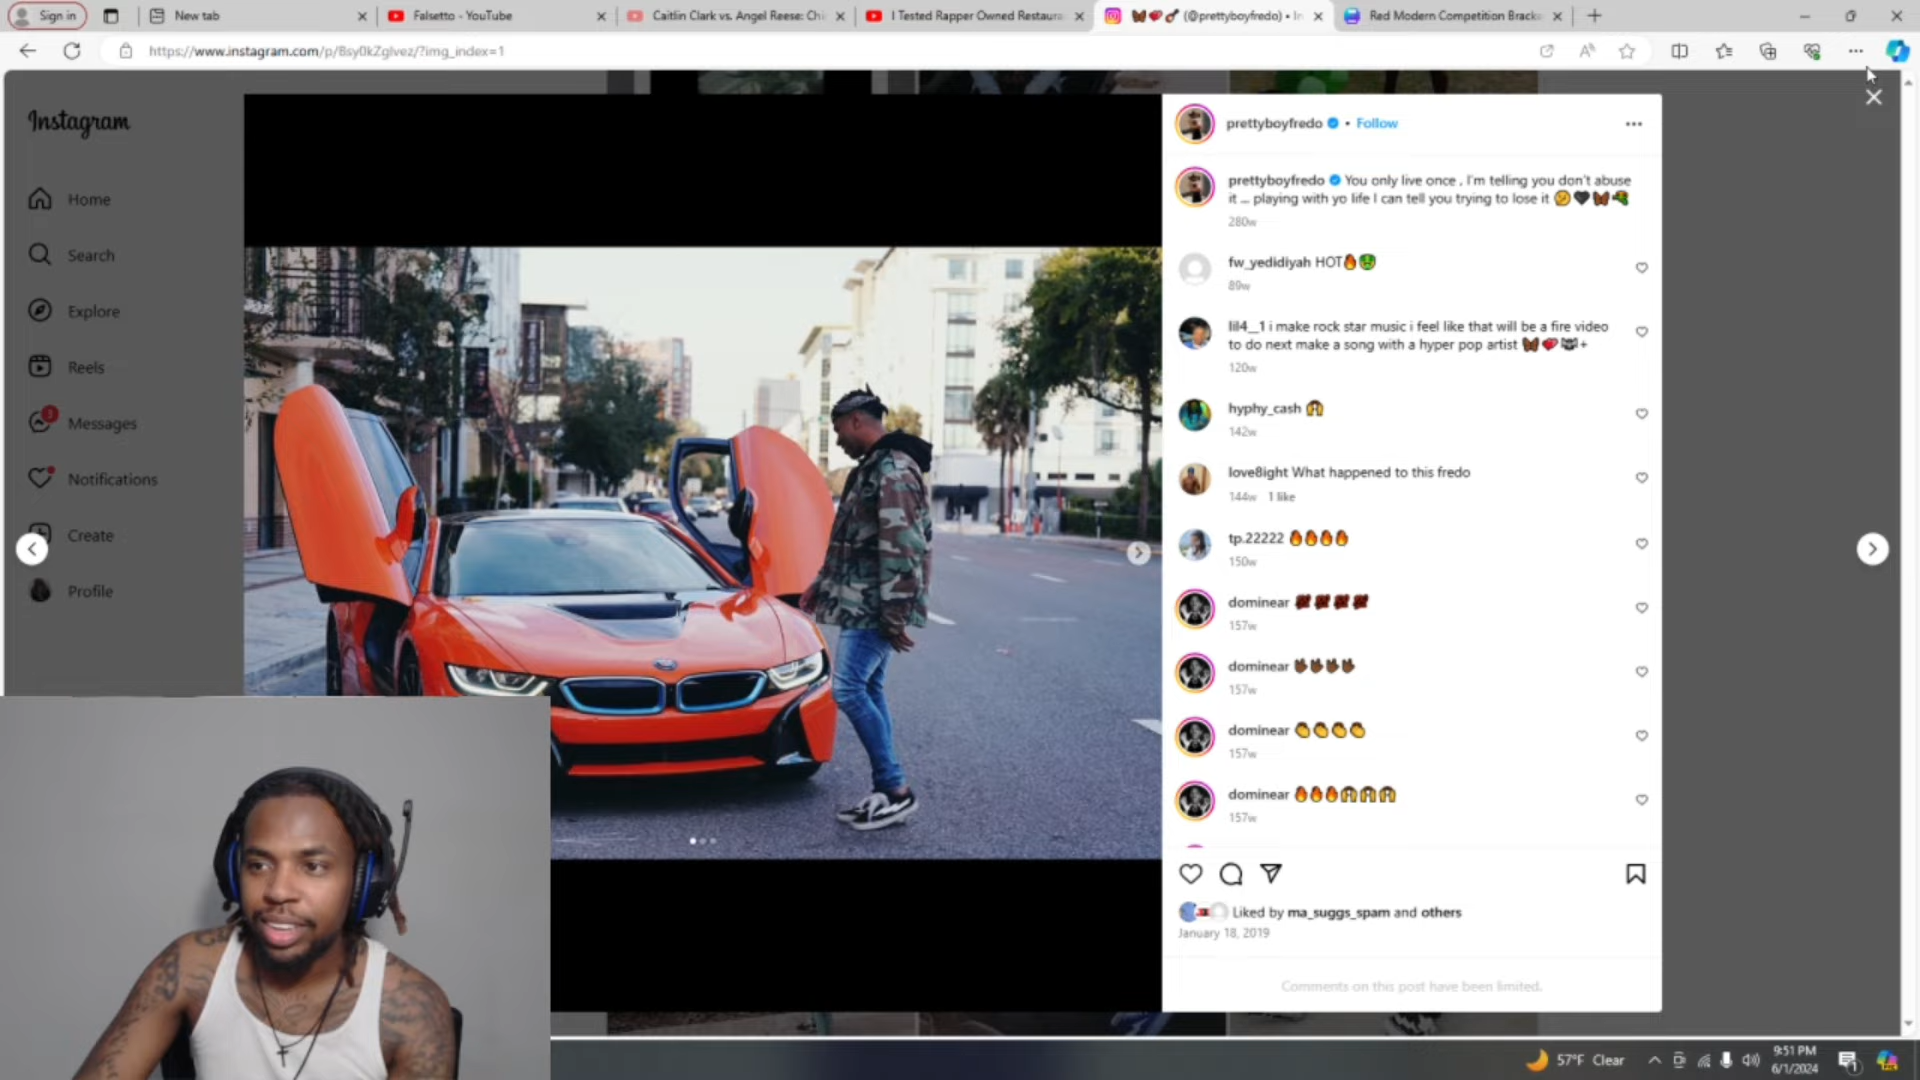 Sign in
New tab
Falsetto - YouTube
Caitlin Clark vs. Angel Reese: Chi
I Tested Rapper Owned Restaura
🦋❤️‍🩹🎸 (@prettyboyfredo) • In
Red Modern Competition Bracke
https://www.instagram.com/p/Bsy0kZglvez/?img_index=1
Instagram
Home
Search
Explore
Reels
3
Messages
Notifications
Create
Profile
prettyboyfredo • Follow
prettyboyfredo You only live once , I'm telling you don't abuse
it ... playing with yo life I can tell you trying to lose it 🤔🖤🦋🔫
280w
fw_yedidiyah HOT🔥🤢
89w
lil4__1 i make rock star music i feel like that will be a fire video
to do next make a song with a hyper pop artist
120w
hyphy_cash 🙌
142w
love8ight What happened to this fredo
144w 1 like
tp.22222 🔥🔥🔥🔥
150w
dominear
157w
dominear
157w
dominear 👏👏👏👏
157w
dominear 🔥🔥🔥🙌🙌🙌
157w
Liked by ma_suggs_spam and others
January 18, 2019
Comments on this post have been limited.
57°F Clear
9:51 PM
6/1/2024
1